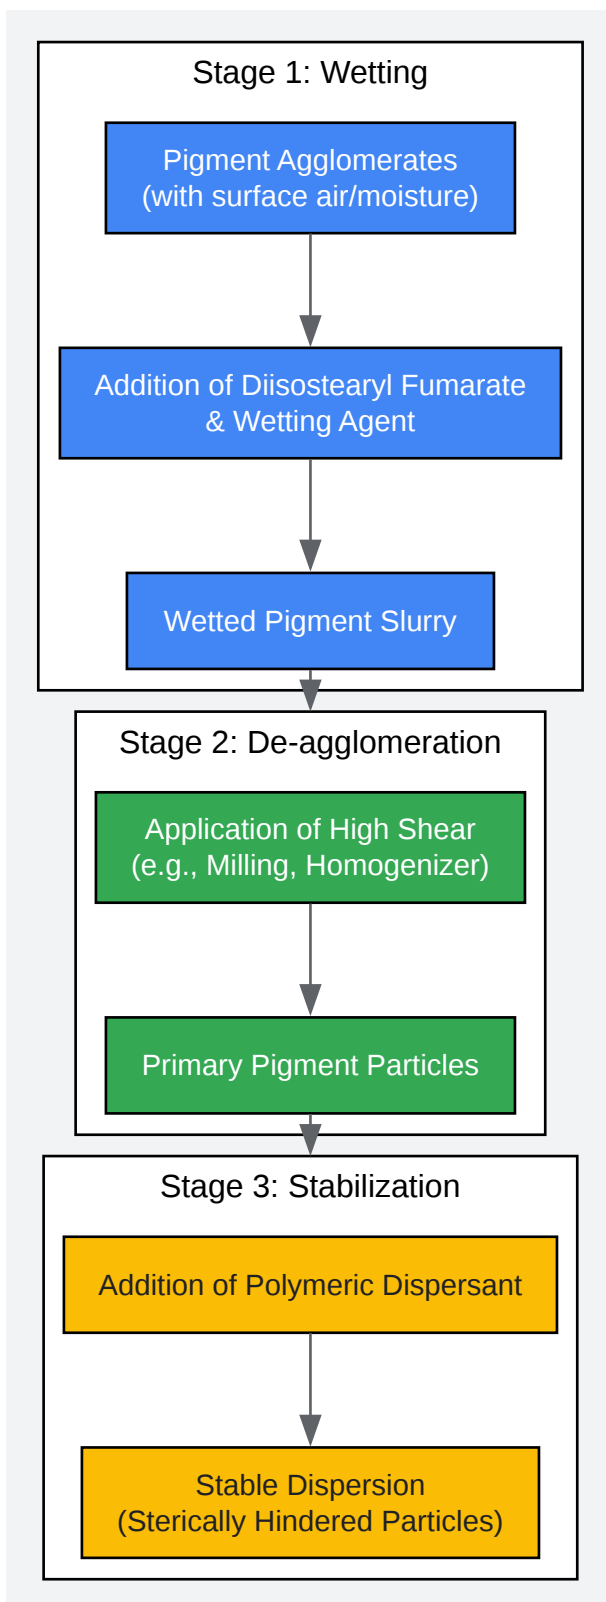 Stage 1: Wetting
Pigment Agglomerates
(with surface air/moisture)
Addition of Diisostearyl Fumarate
& Wetting Agent
Wetted Pigment Slurry
Stage 2: De-agglomeration
Application of High Shear
(e.g., Milling, Homogenizer)
Primary Pigment Particles
Stage 3: Stabilization
Addition of Polymeric Dispersant
Stable Dispersion
(Sterically Hindered Particles)